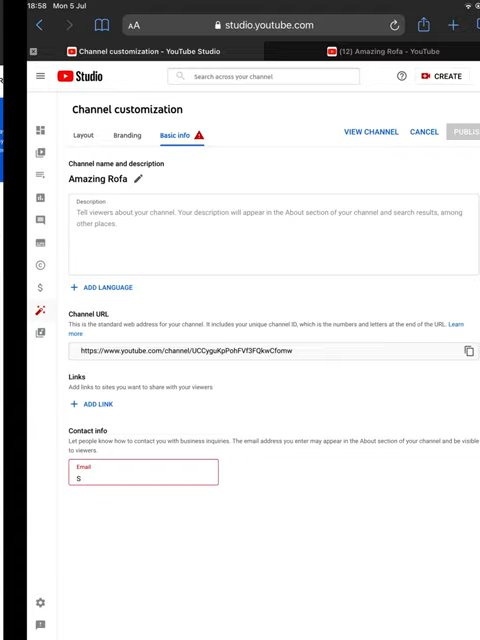 18:58 Mon 5 Jul
AA
studio.youtube.com
Channel customization - YouTube Studio
(12) Amazing Rofa - YouTube
Studio
Search across your channel
CREATE
Channel customization
Layout
Branding
Basic info
VIEW CHANNEL
CANCEL
PUBLIS
Channel name and description
Amazing Rofa
Description
Tell viewers about your channel. Your description will appear in the About section of your channel and search results, among
other places.
ADD LANGUAGE
Channel URL
This is the standard web address for your channel. It includes your unique channel ID, which is the numbers and letters at the end of the URL. Learn
more
https://www.youtube.com/channel/UCCyguKpPohFVf3FQkwCfomw
Links
Add links to sites you want to share with your viewers
ADD LINK
Contact info
Let people know how to contact you with business inquiries. The email address you enter may appear in the About section of your channel and be visible
to viewers.
Email
S